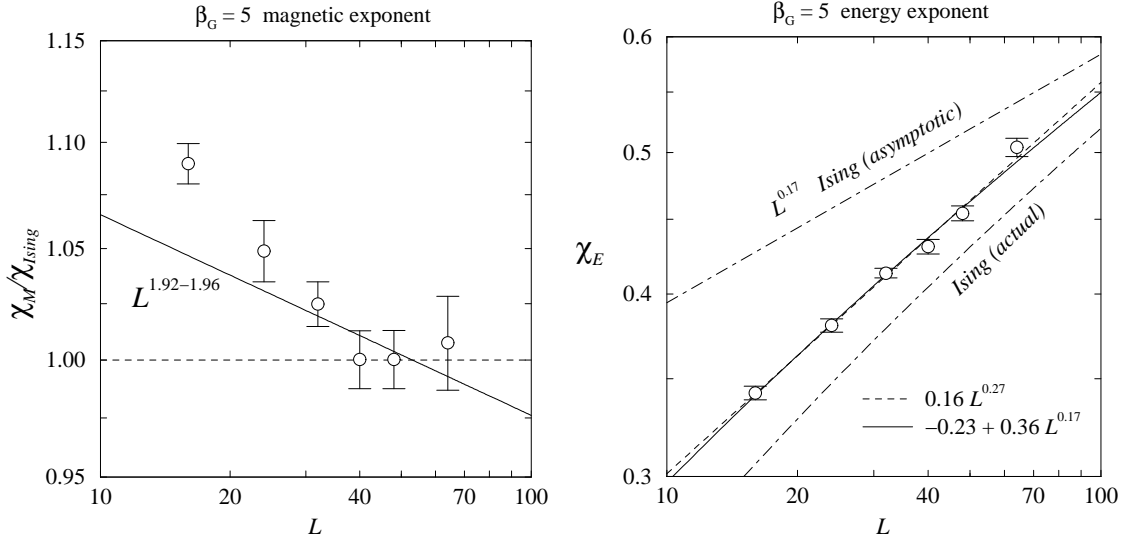 β_G = 5 magnetic exponent
1.15
1.10
1.05
1.00
0.95
χ_M/χ_Ising
L^1.92–1.96
10
20
40
70
100
L
β_G = 5 energy exponent
0.6
0.5
0.4
0.3
χ_E
L^0.17 Ising (asymptotic)
Ising (actual)
0.16 L^0.27
–0.23 + 0.36 L^0.17
10
20
40
70
100
L